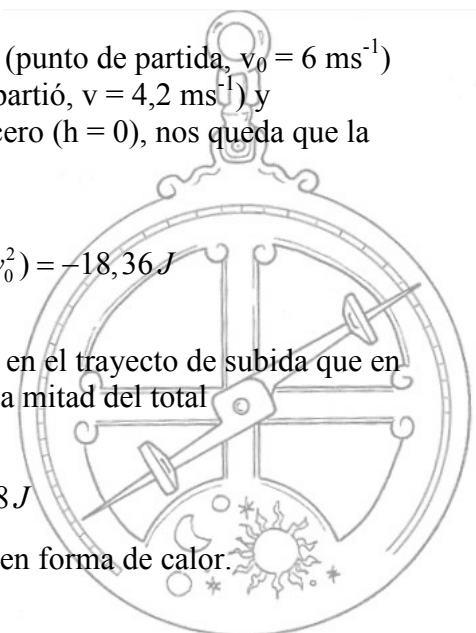 (punto de partida, v₀ = 6 ms⁻¹)
partió, v = 4,2 ms⁻¹) y
cero (h = 0), nos queda que la
v₀²) = −18,36 J
en el trayecto de subida que en
a mitad del total
8 J
en forma de calor.